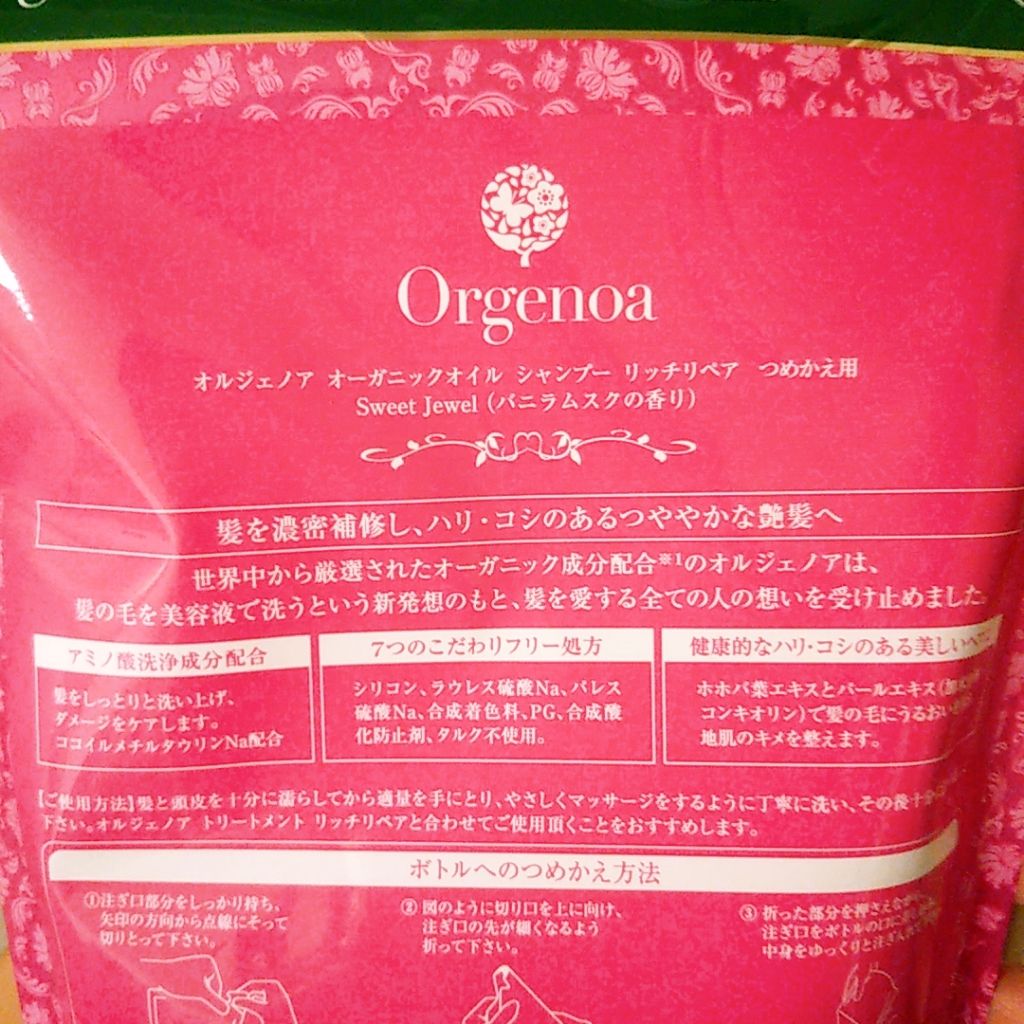 Orgenoa
オルジェノア オーガニックオイル シャンプー リッチリペア つめかえ用
Sweet Jewel (バニラムスクの香り)
髪を濃密補修し、ハリ・コシのあるつややかな艶髪へ
世界中から厳選されたオーガニック成分配合※1のオルジェノアは、
髪の毛を美容液で洗うという新発想のもと、髪を愛する全ての人の想いを受け止めました。
アミノ酸洗浄成分配合
髪をしっとりと洗い上げ、
ダメージをケアします。
ココイルメチルタウリンNa配合
7つのこだわりフリー処方
シリコン、ラウレス硫酸Na、パレス
硫酸Na、合成着色料、PG、合成酸
化防止剤、タルク不使用。
健康的なハリ・コシのある美しい
ホホバ葉エキスとパールエキス(
コンキオリン)で髪の毛にうるおい
地肌のキメを整えます。
【ご使用方法】髪と頭皮を十分に濡らしてから適量を手にとり、やさしくマッサージをするように丁寧に洗い、その後十分
下さい。オルジェノア トリートメント リッチリペアと合わせてご使用頂くことをおすすめします。
ボトルへのつめかえ方法
①注ぎ口部分をしっかり持ち、
矢印の方向から点線にそって
切りとって下さい。
②図のように切り口を上に向け、
注ぎ口の先が細くなるよう
折って下さい。
③折った部分を押さえ
注ぎ口をボトルの口に
中身をゆっくりと注ぎ